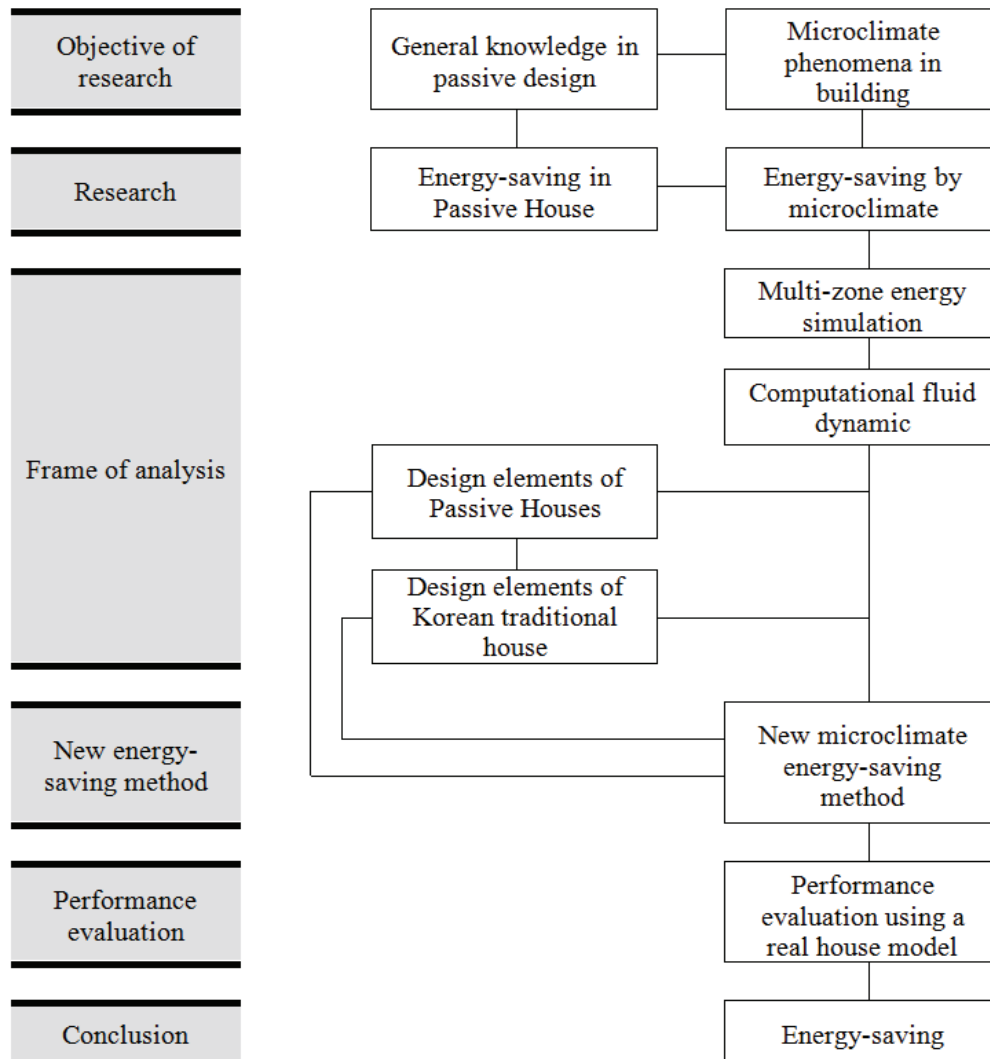 Objective of
research
General knowledge in
passive design
Microclimate
phenomena in
building
Research
Energy-saving in
Passive House
Energy-saving by
microclimate
Frame of analysis
Multi-zone energy
simulation
Computational fluid
dynamic
Design elements of
Passive Houses
Design elements of
Korean traditional
house
New energy-
saving method
New microclimate
energy-saving
method
Performance
evaluation
Performance
evaluation using a
real house model
Conclusion
Energy-saving